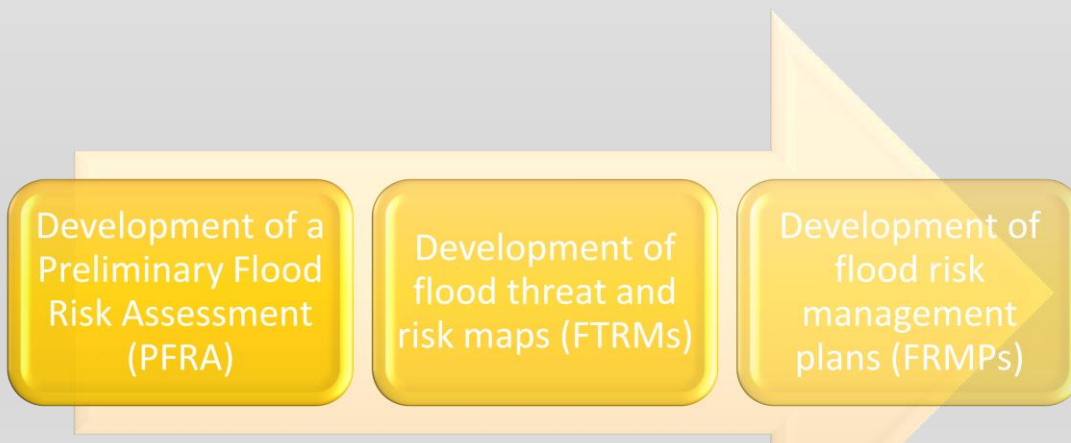 Development of a
Preliminary Flood
Risk Assessment
(PFRA)
Development of
flood threat and
risk maps (FTRMs)
Development of
flood risk
management
plans (FRMPs)